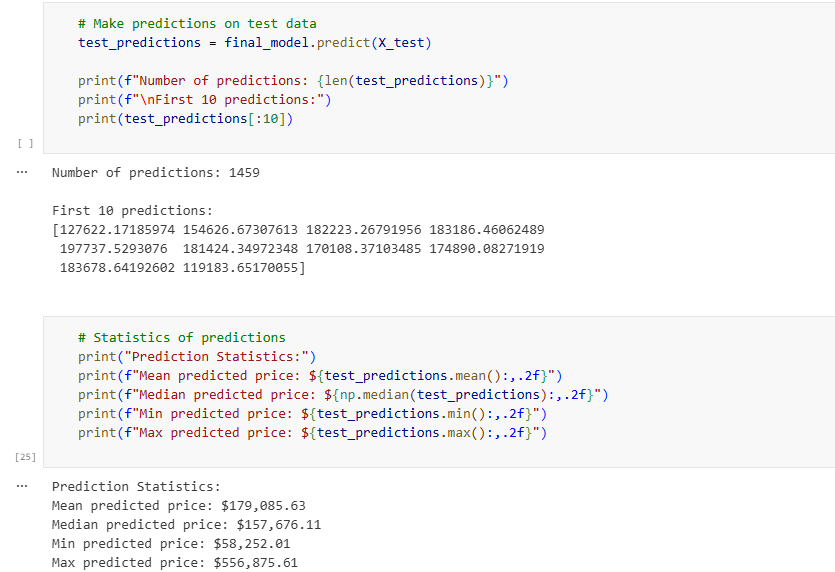 # Make predictions on test data
test_predictions = final_model.predict(X_test)
print(f"Number of predictions: {len(test_predictions)}")
print(f"\nFirst 10 predictions:")
print(test_predictions[:10])
[ ]
... Number of predictions: 1459
First 10 predictions:
[127622.17185974 154626.67307613 182223.26791956 183186.46062489
197737.5293076  181424.34972348 170108.37103485 174890.08271919
183678.64192602 119183.65170055]
# Statistics of predictions
print("Prediction Statistics:")
print(f"Mean predicted price: ${test_predictions.mean():,.2f}")
print(f"Median predicted price: ${np.median(test_predictions):,.2f}")
print(f"Min predicted price: ${test_predictions.min():,.2f}")
print(f"Max predicted price: ${test_predictions.max():,.2f}")
[25]
... Prediction Statistics:
Mean predicted price: $179,085.63
Median predicted price: $157,676.11
Min predicted price: $58,252.01
Max predicted price: $556,875.61